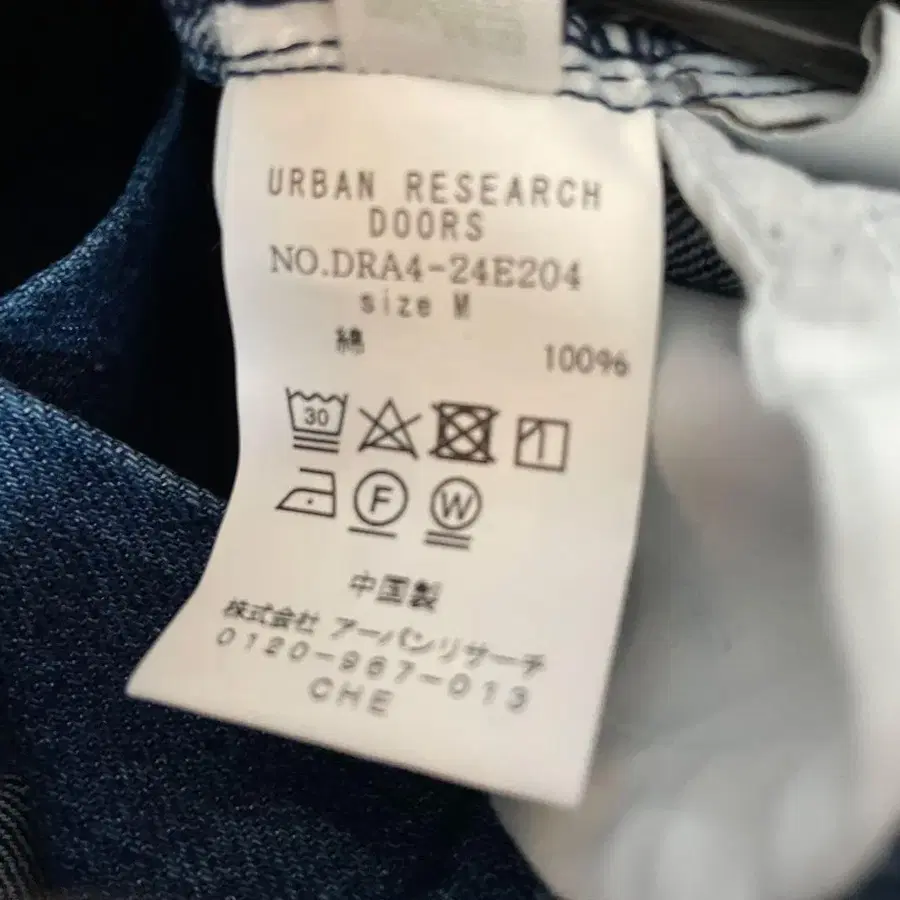 URBAN RESEARCH
DOORS
NO.DRA4-24E204
size M
綿 100%
30
F W
中国製
株式会社 アーバンリサーチ
0120-967-013
CHE